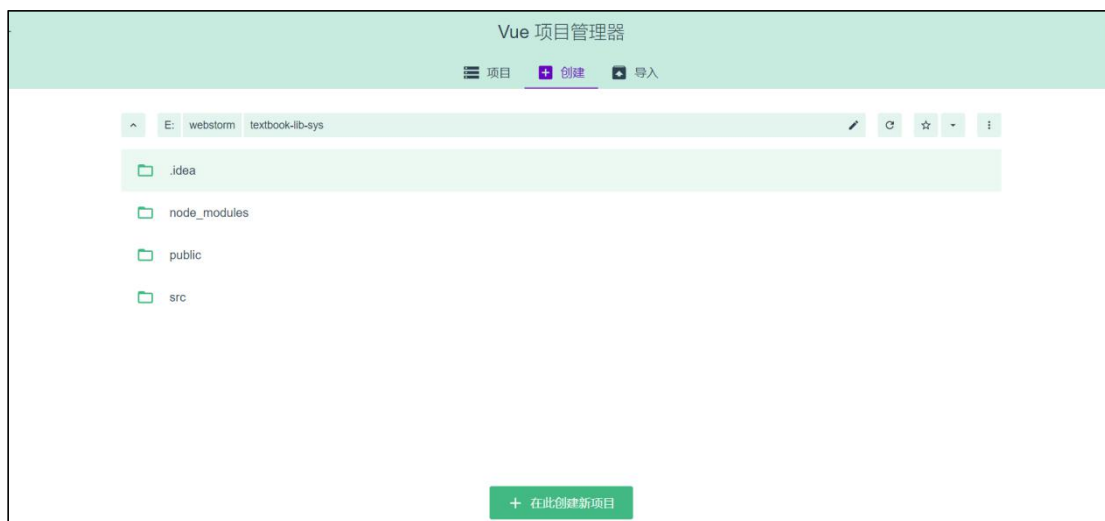 Vue 项目管理器
项目 创建 导入
E: webstorm textbook-lib-sys
.idea
node_modules
public
src
+ 在此创建新项目